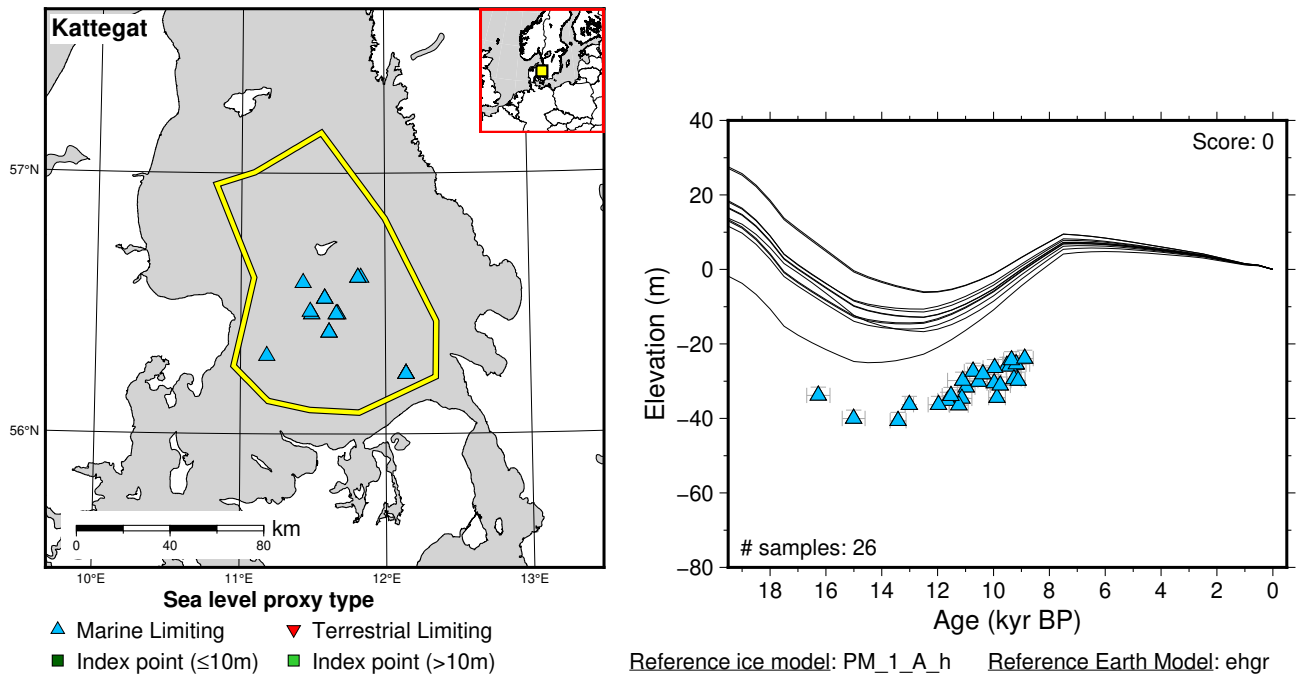 Kattegat
57°N
56°N
km
0 40 80
10°E 11°E 12°E 13°E
Sea level proxy type
Marine Limiting
Terrestrial Limiting
Index point (≤10m)
Index point (>10m)
40
20
0
−20
−40
−60
−80
Elevation (m)
Score: 0
# samples: 26
18 16 14 12 10 8 6 4 2 0
Age (kyr BP)
Reference ice model: PM_1_A_h Reference Earth Model: ehgr